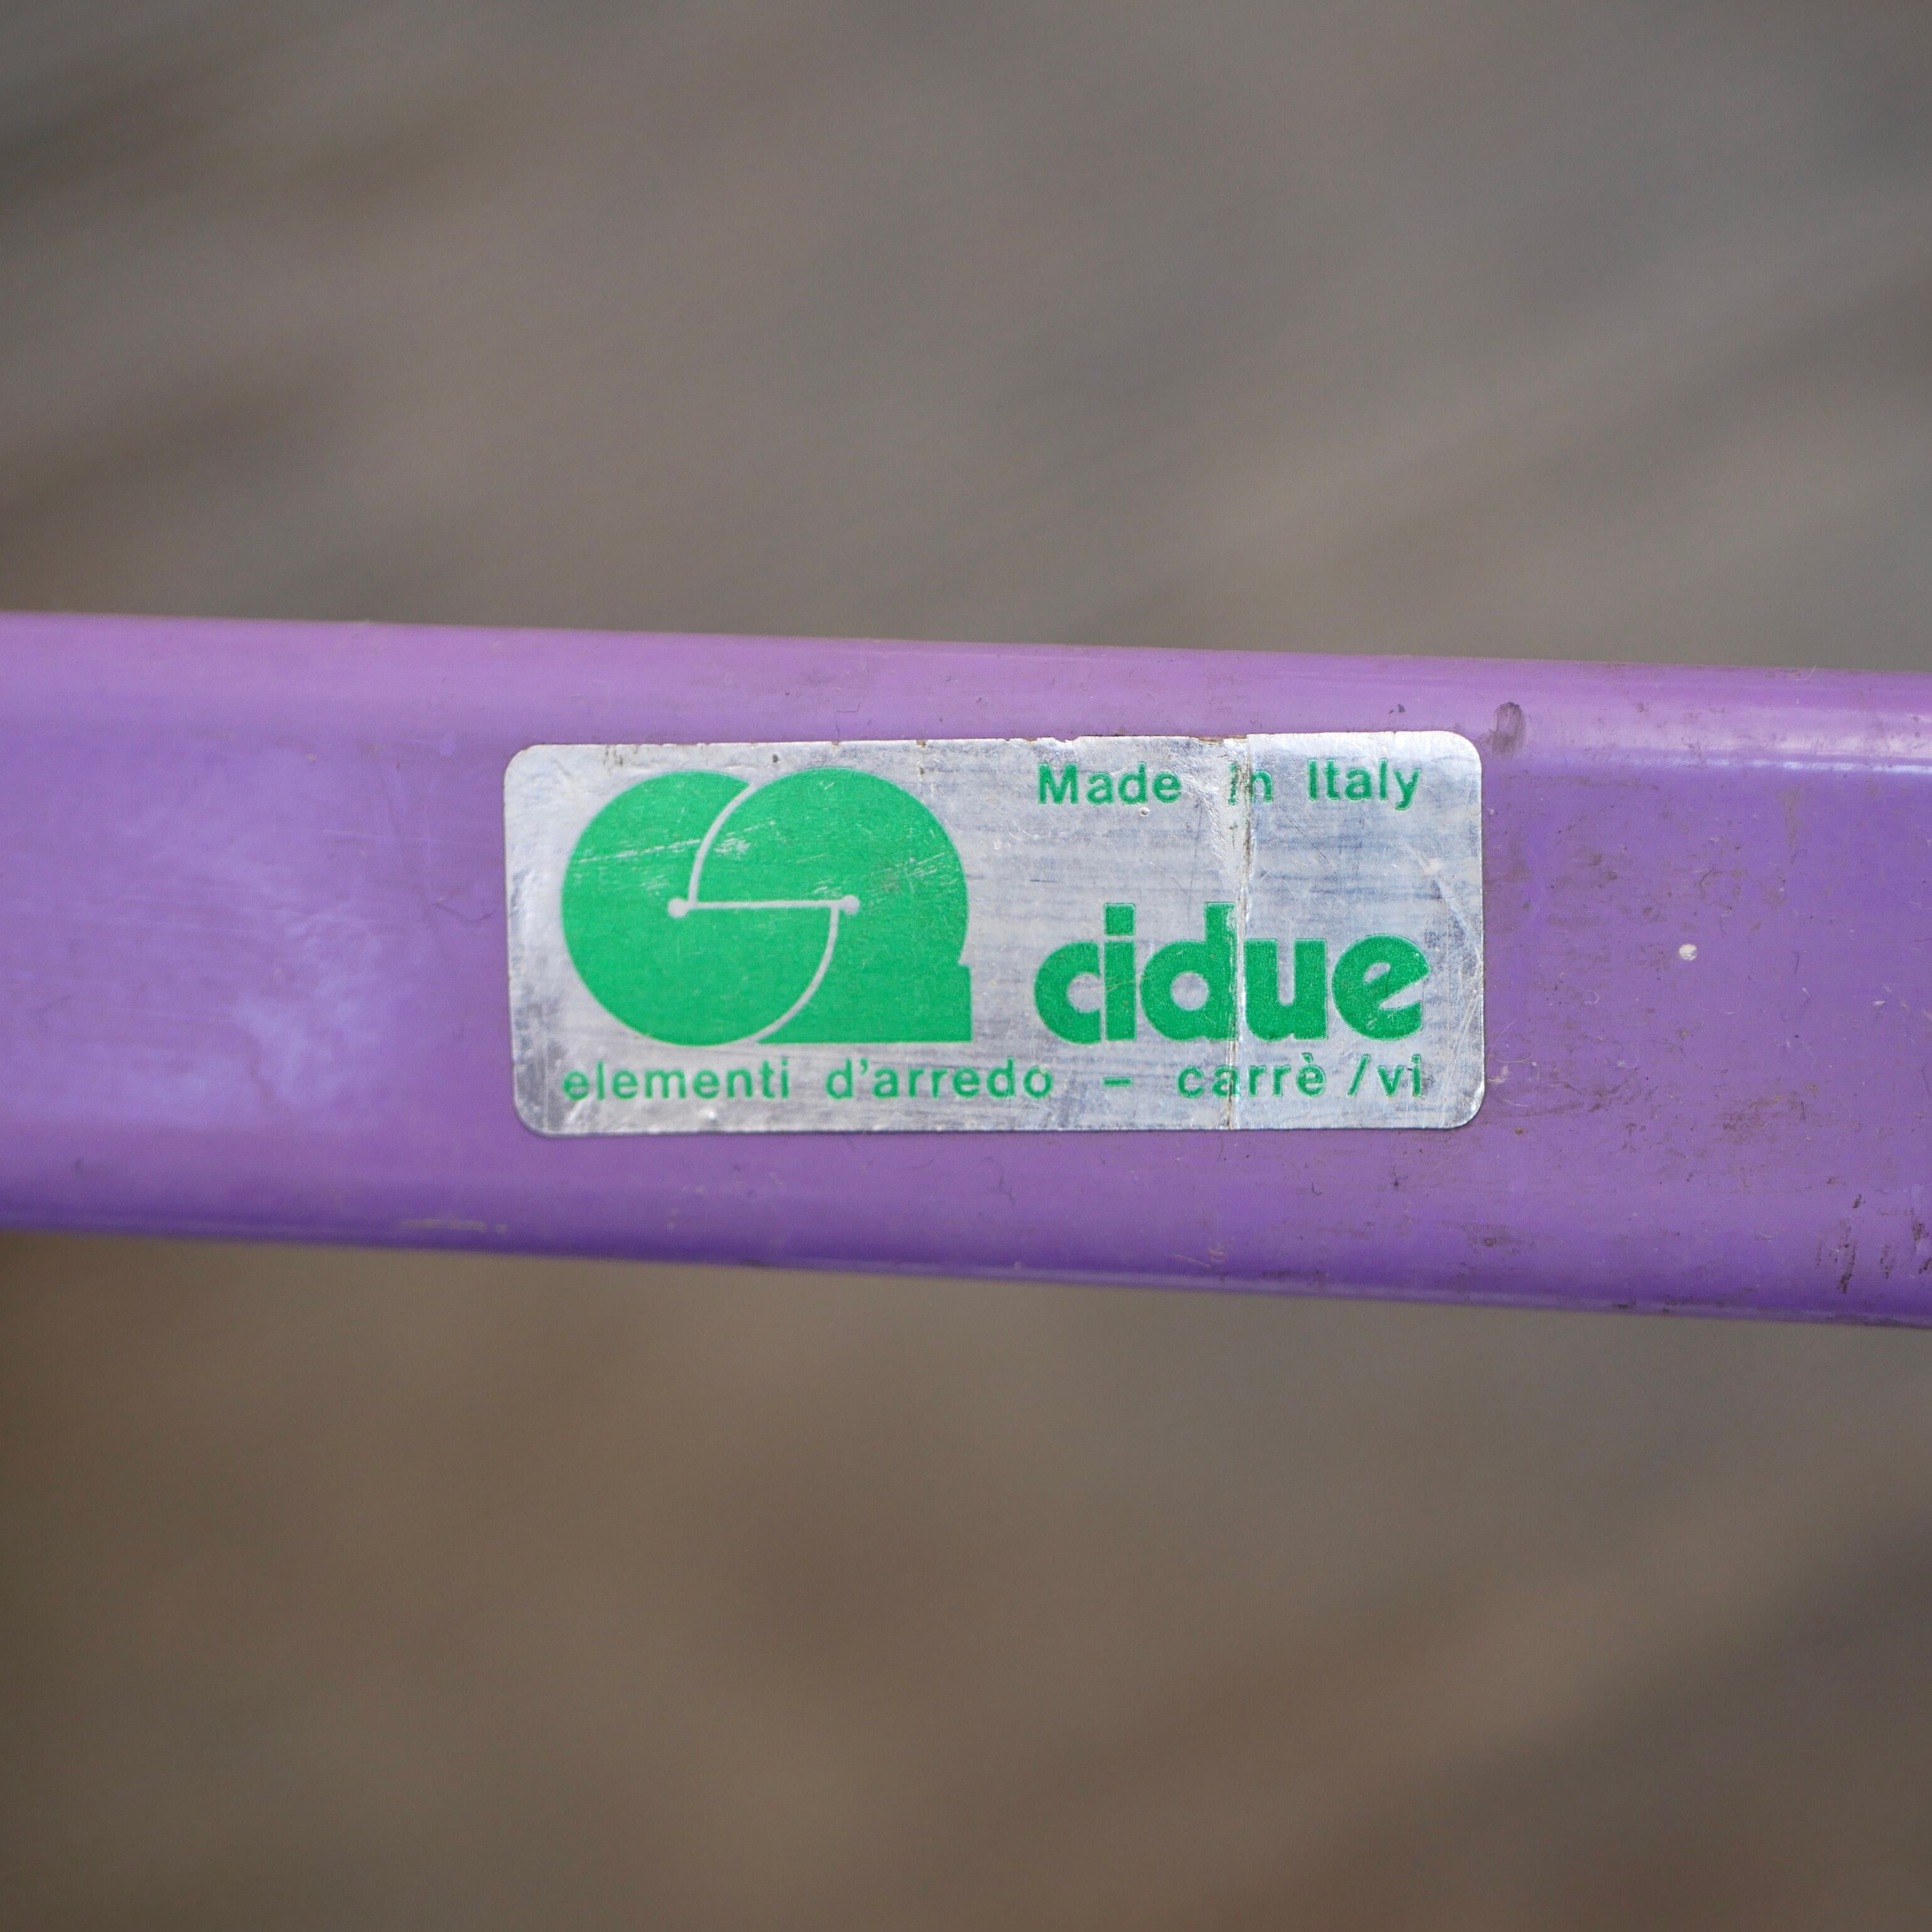 Made in Italy
cidue
elementi d'arredo - carrè /vi